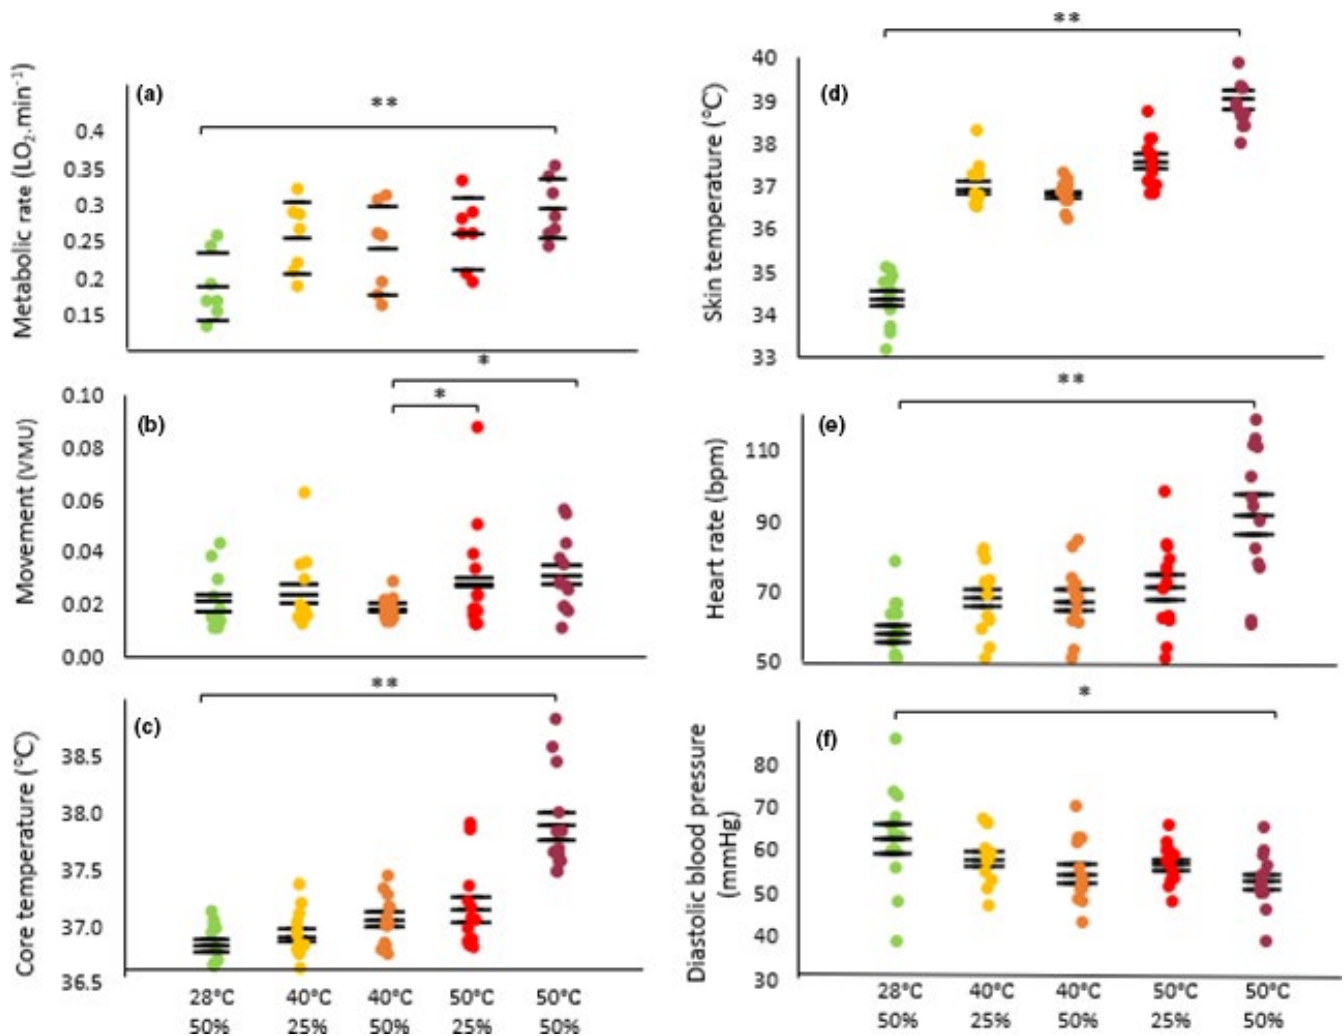 (a)
**
Metabolic rate (LO₂.min⁻¹)
0.4
0.35
0.3
0.25
0.2
0.15
(b)
*
*
Movement (VMU)
0.10
0.08
0.06
0.04
0.02
0.00
(c)
**
Core temperature (°C)
38.5
38.0
37.5
37.0
36.5
28°C 40°C 40°C 50°C 50°C
50% 25% 50% 25% 50%
(d)
**
Skin temperature (°C)
40
39
38
37
36
35
34
33
(e)
**
Heart rate (bpm)
110
90
70
50
(f)
*
Diastolic blood pressure
(mmHg)
80
70
60
50
40
30
28°C 40°C 40°C 50°C 50°C
50% 25% 50% 25% 50%